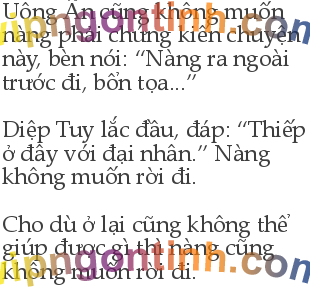 Uông Ấn cũng không muốn
nàng phải chứng kiến chuyện
này, bèn nói: “Nàng ra ngoài
trước đi, bổn tọa...”
Diệp Tuy lắc đầu, đáp: “Thiếp
ở đây với đại nhân.” Nàng
không muốn rời đi.
Cho dù ở lại cũng không thể
giúp được gì thì nàng cũng
không muốn rời đi.